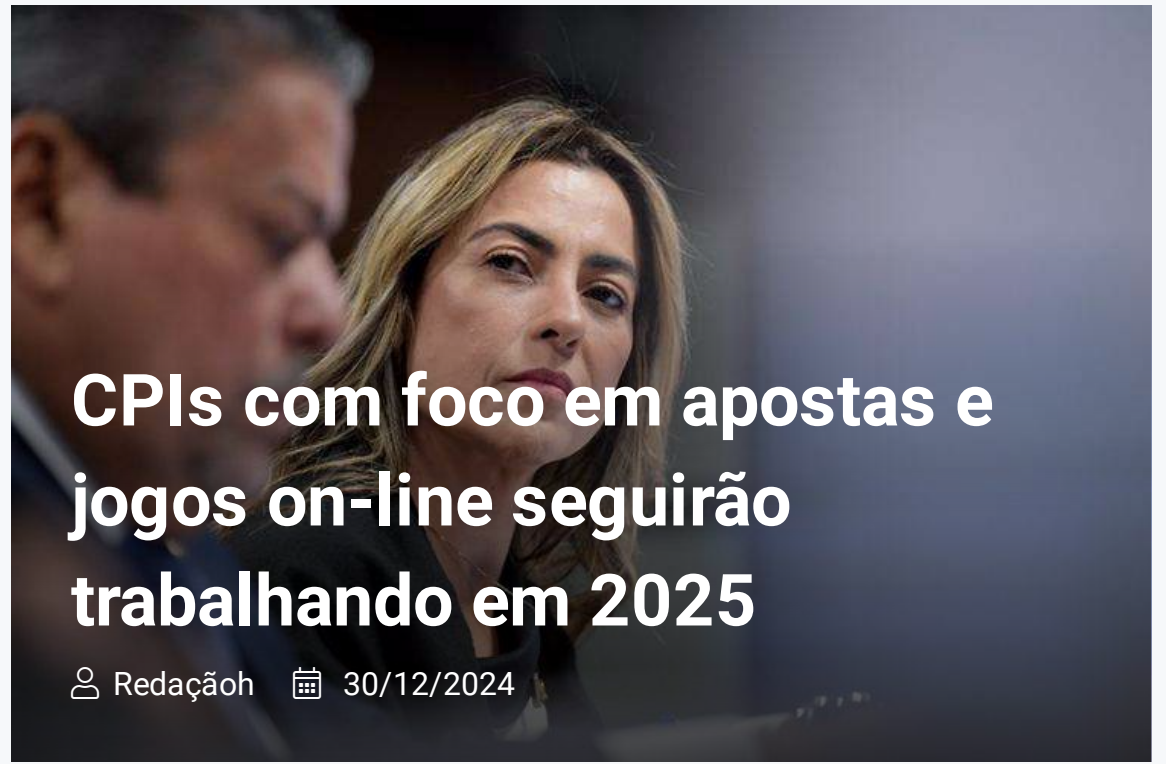 CPIs com foco em apostas e
jogos on-line seguirão
trabalhando em 2025
Redaçãoh 30/12/2024